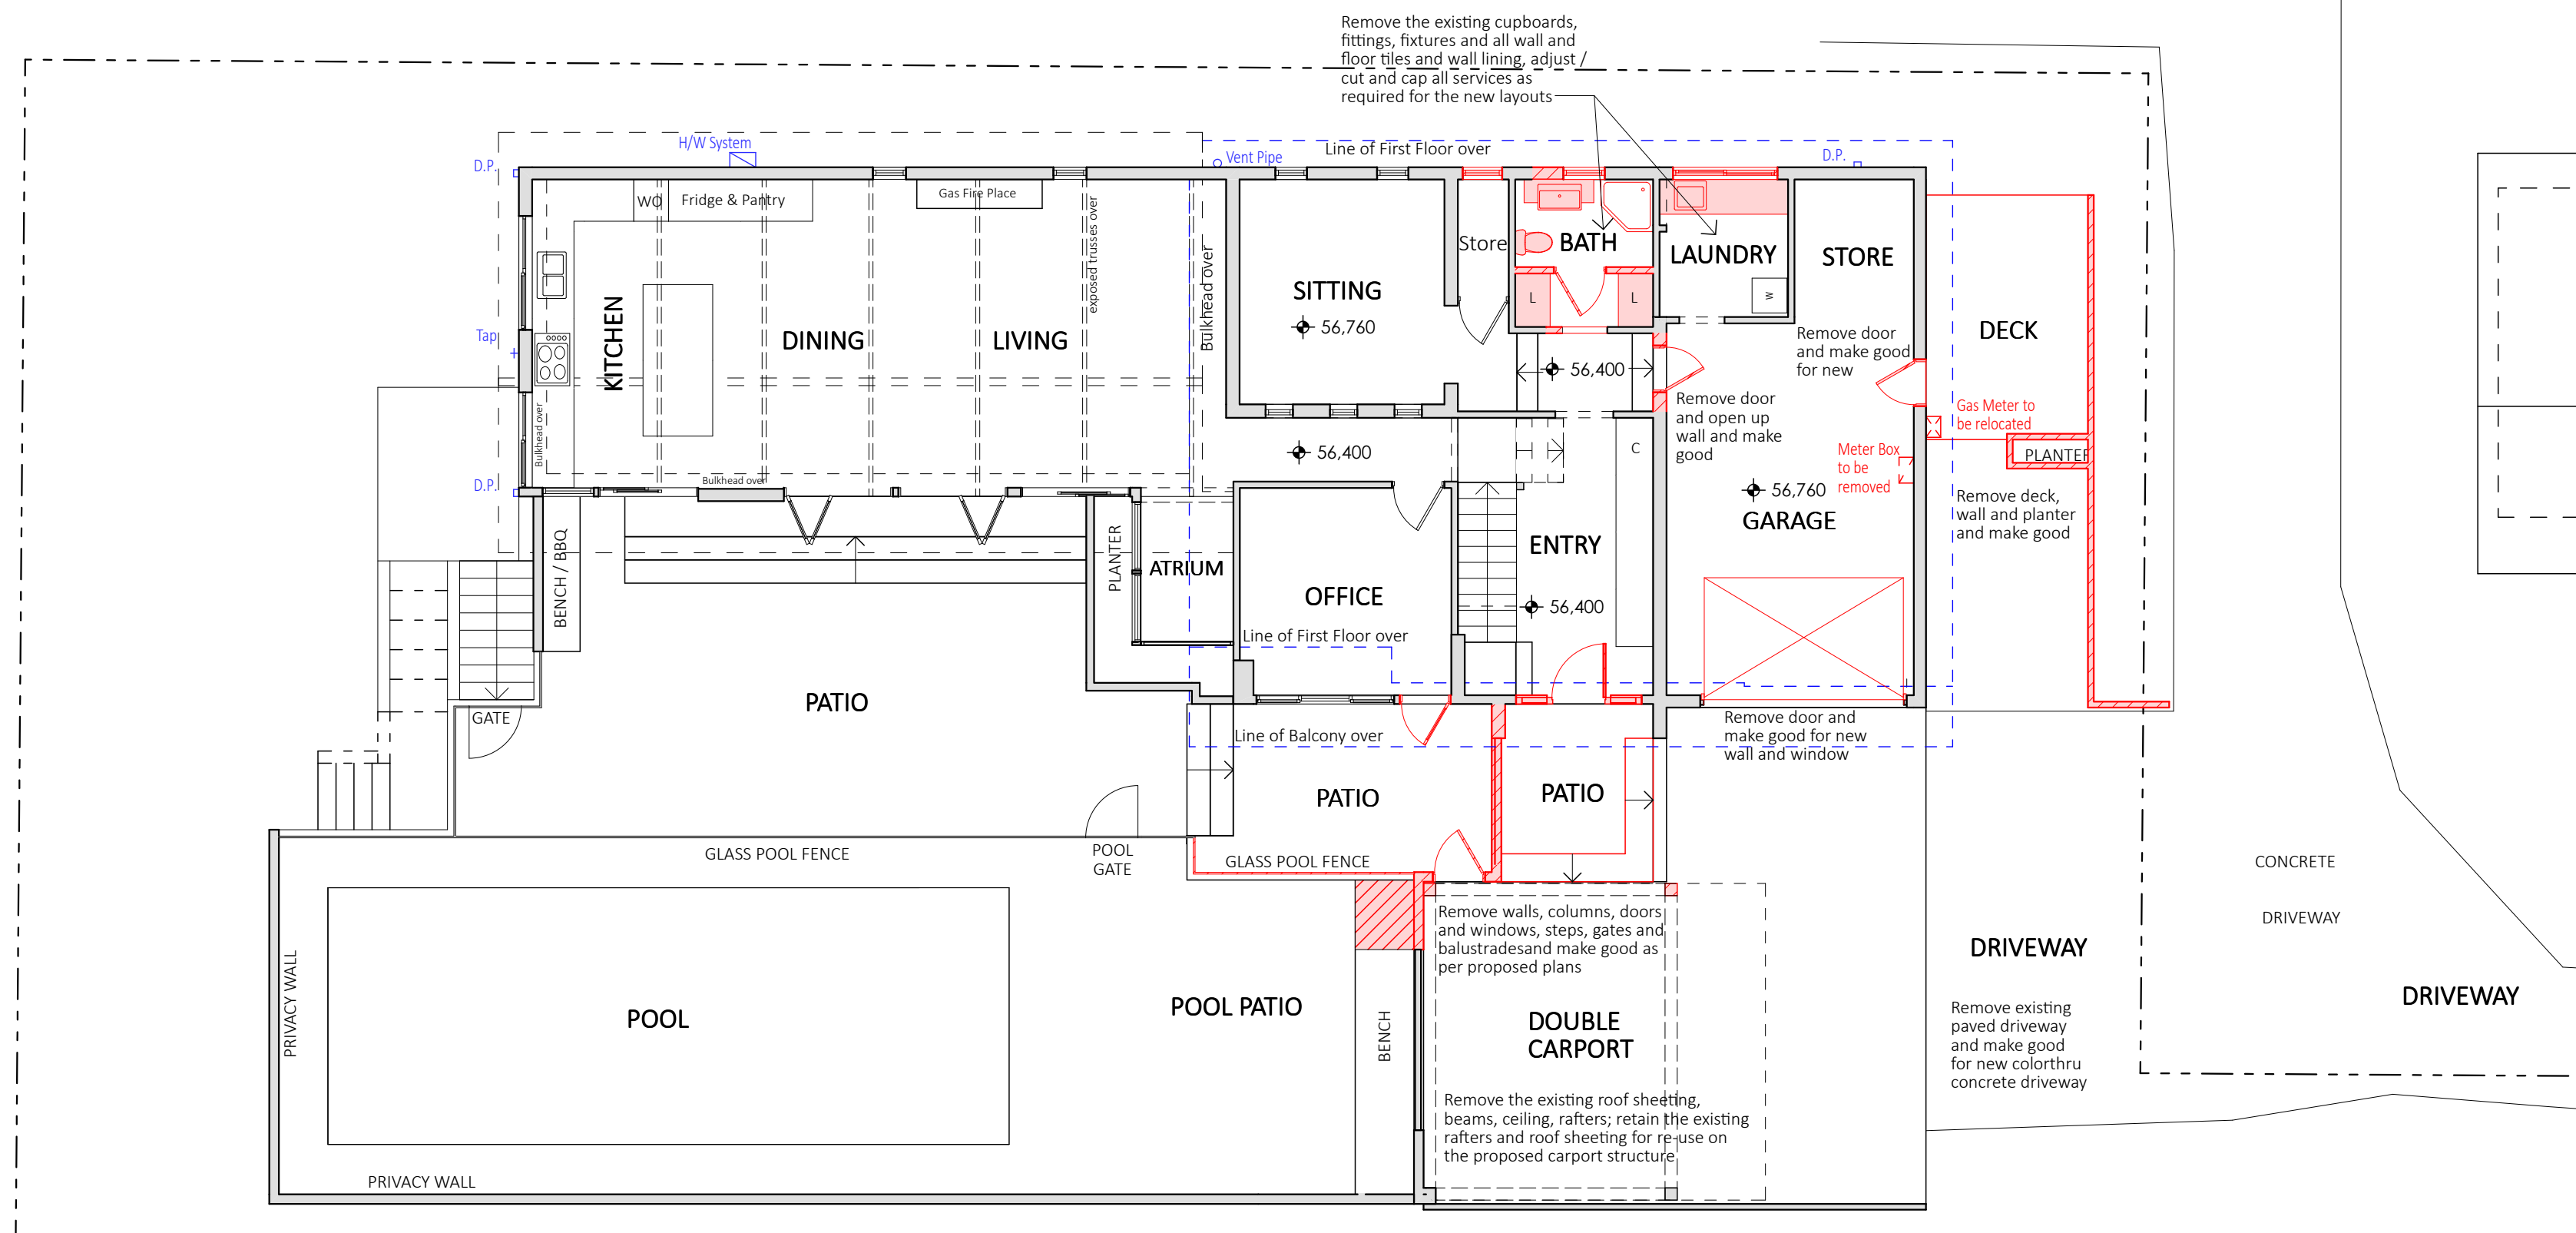 Remove the existing cupboards,
fittings, fixtures and all wall and
floor tiles and wall lining, adjust /
cut and cap all services as
required for the new layouts
Line of First Floor over
H/W System
D.P.
Vent Pipe
D.P.
WO
Fridge & Pantry
Gas Fire Place
exposed trusses over
Bulkhead over
Store
BATH
LAUNDRY
STORE
SITTING
56,760
L
L
W
KITCHEN
DINING
LIVING
Tap
DECK
Remove door
and make good
for new
56,400
Remove door
and open up
wall and make
good
Gas Meter to
be relocated
Bulkhead over
56,400
C
Meter Box
to be
removed
PLANTER
D.P.
Bulkhead over
56,760
GARAGE
Remove deck,
wall and planter
and make good
BENCH / BBQ
PLANTER
ATRIUM
OFFICE
ENTRY
56,400
Line of First Floor over
GATE
PATIO
Line of Balcony over
Remove door and
make good for new
wall and window
PATIO
PATIO
GLASS POOL FENCE
POOL
GATE
GLASS POOL FENCE
CONCRETE
DRIVEWAY
Remove walls, columns, doors
and windows, steps, gates and
balustradesand make good as
per proposed plans
DRIVEWAY
PRIVACY WALL
POOL
POOL PATIO
BENCH
DOUBLE
CARPORT
DRIVEWAY
Remove existing
paved driveway
and make good
for new colorthru
concrete driveway
Remove the existing roof sheeting,
beams, ceiling, rafters; retain the existing
rafters and roof sheeting for re-use on
the proposed carport structure
PRIVACY WALL